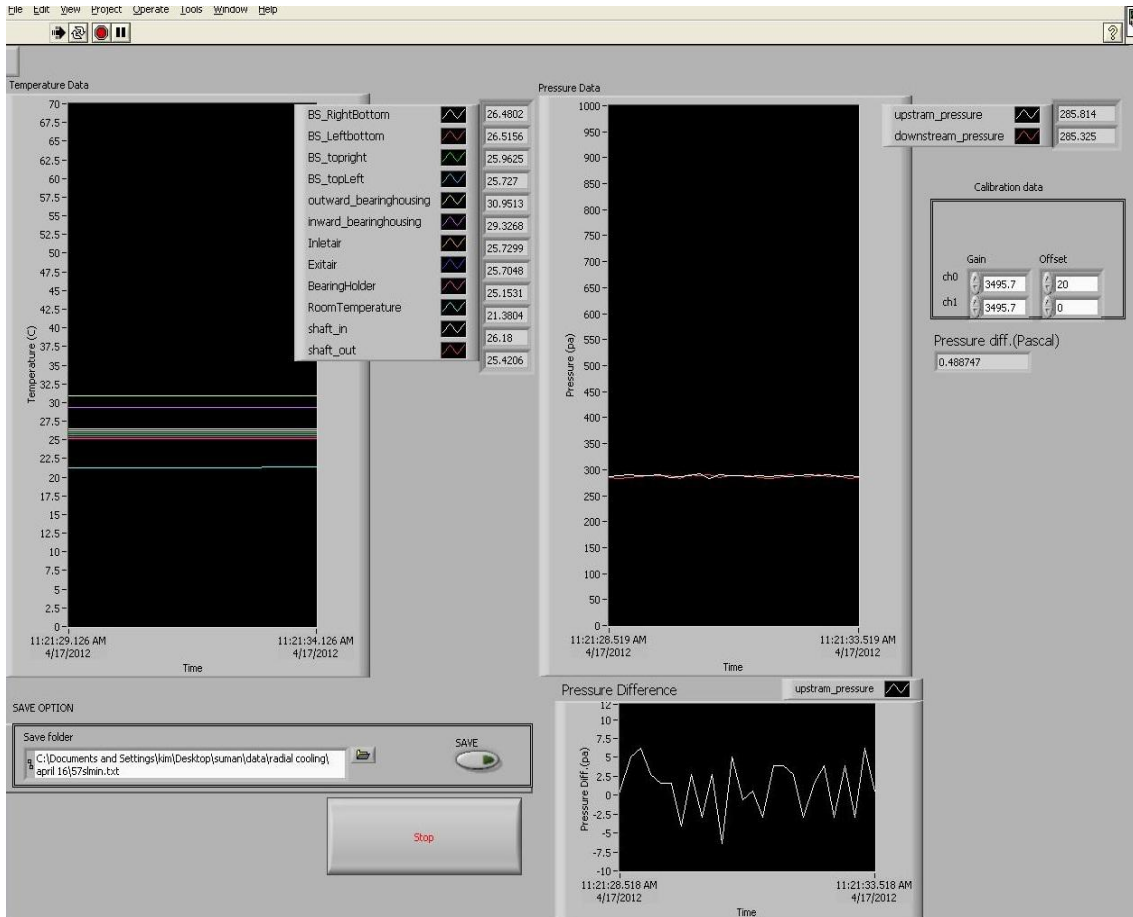 File Edit View Project Operate Tools Window Help
?
Temperature Data
70
67.5
65
62.5
60
57.5
55
52.5
50
47.5
45
42.5
40
37.5
35
32.5
30
27.5
25
22.5
20
17.5
15
12.5
10
7.5
5
2.5
0
Temperature (C)
11:21:29.126 AM
4/17/2012
11:21:34.126 AM
4/17/2012
Time
BS_RightBottom 26.4802
BS_Leftbottom 26.5156
BS_topright 25.9625
BS_topLeft 25.727
outward_bearinghousing 30.9513
inward_bearinghousing 29.3268
Inletair 25.7299
Exitair 25.7048
BearingHolder 25.1531
RoomTemperature 21.3804
shaft_in 26.18
shaft_out 25.4206
Pressure Data
1000
950
900
850
800
750
700
650
600
550
500
450
400
350
300
250
200
150
100
50
0
Pressure (pa)
11:21:28.519 AM
4/17/2012
11:21:33.519 AM
4/17/2012
Time
upstram_pressure 285.814
downstream_pressure 285.325
Calibration data
Gain Offset
ch0 3495.7 20
ch1 3495.7 0
Pressure diff.(Pascal)
0.488747
SAVE OPTION
Save folder
C:\Documents and Settings\kim\Desktop\suman\data\radial cooling\
april 16\57slmin.txt
SAVE
Stop
Pressure Difference
upstram_pressure
12
10
7.5
5
2.5
0
-2.5
-5
-7.5
-10
Pressure Diff.(pa)
11:21:28.518 AM
4/17/2012
11:21:33.518 AM
4/17/2012
Time